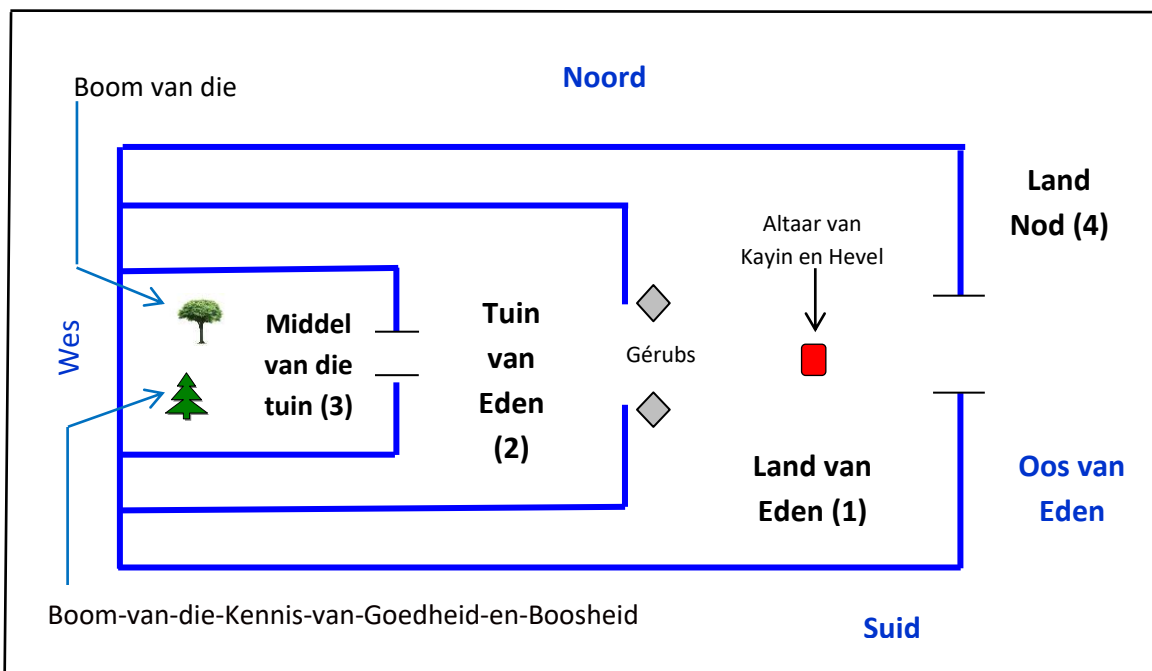 Noord
Boom van die
Land
Nod (4)
Altaar van
Kayin en Hevel
Wes
Middel
van die
tuin (3)
Tuin
van
Eden
(2)
Gérubs
Land van
Eden (1)
Oos van
Eden
Boom-van-die-Kennis-van-Goedheid-en-Boosheid
Suid